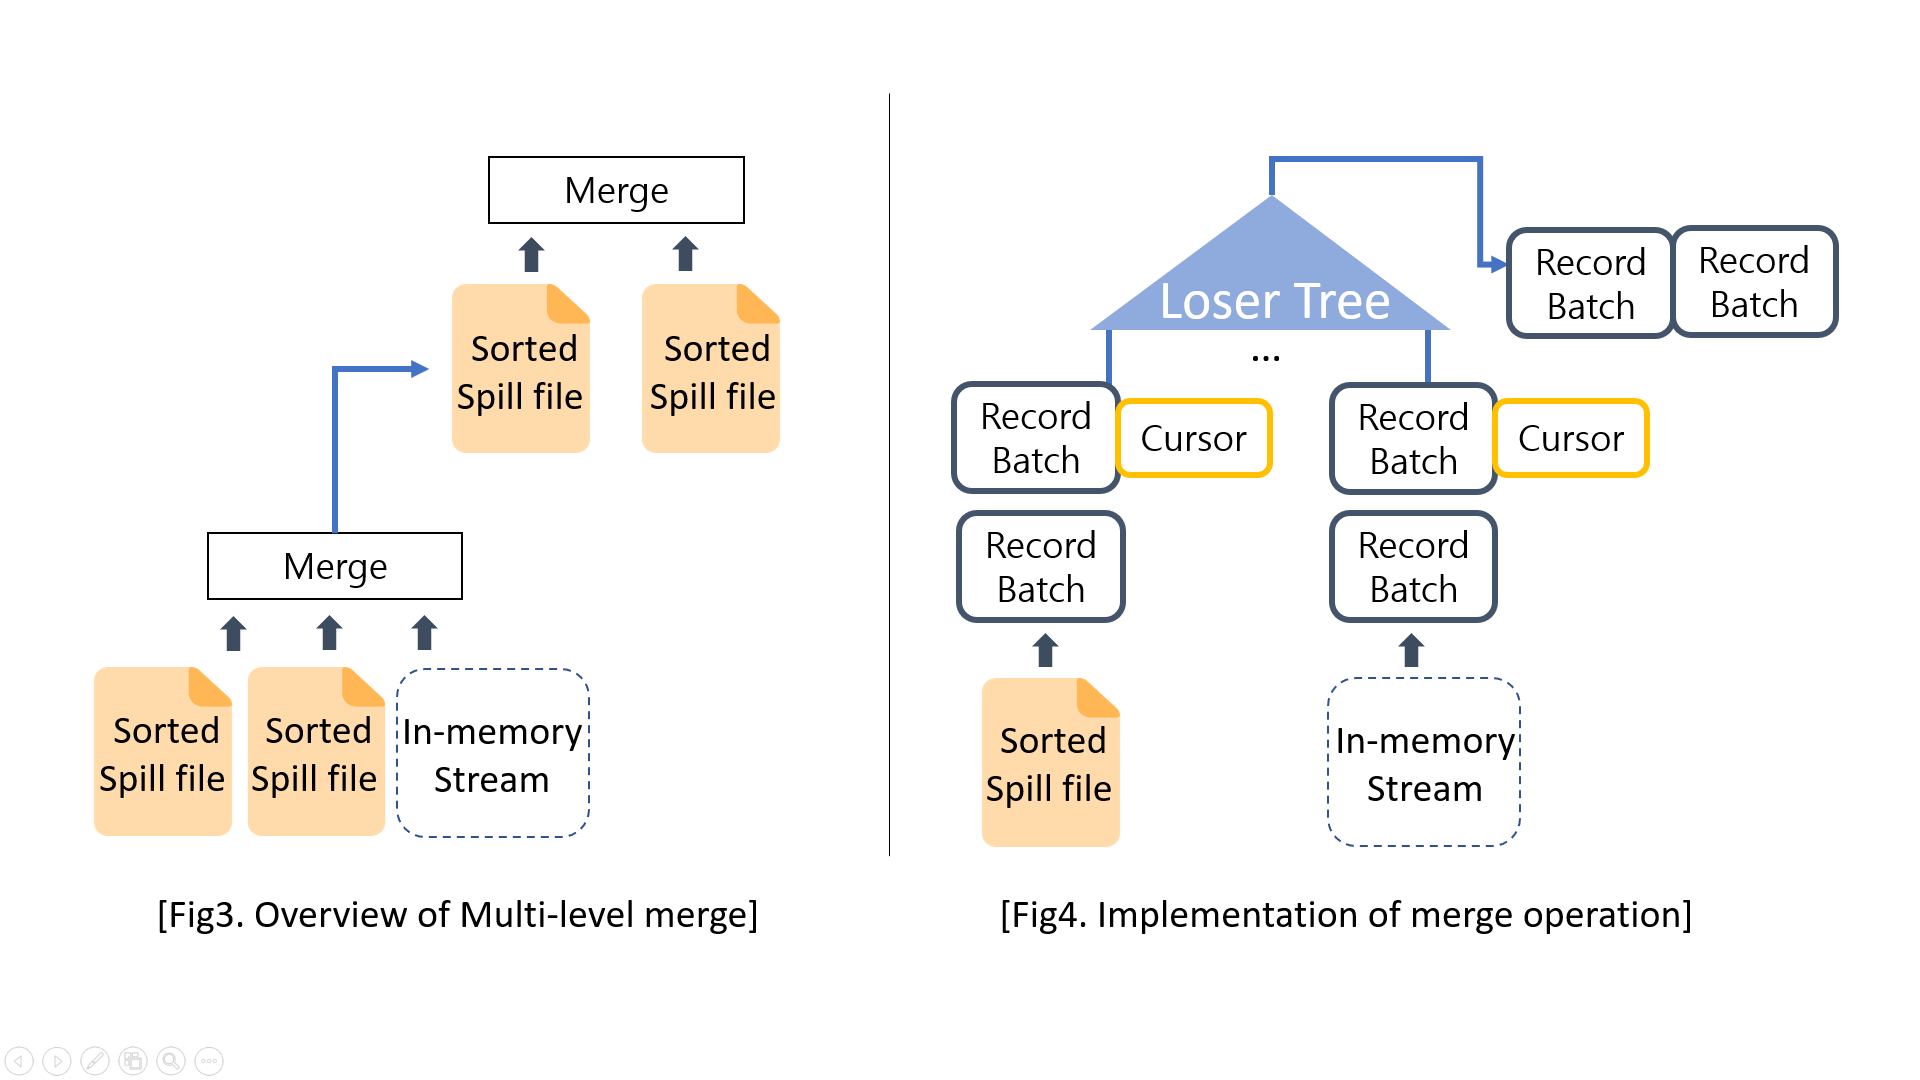 Merge
Sorted
Spill file
Sorted
Spill file
Merge
Sorted
Spill file
Sorted
Spill file
In-memory
Stream
[Fig3. Overview of Multi-level merge]
Loser Tree
...
Record
Batch
Record
Batch
Record
Batch
Cursor
Record
Batch
Cursor
Record
Batch
Record
Batch
Sorted
Spill file
In-memory
Stream
[Fig4. Implementation of merge operation]